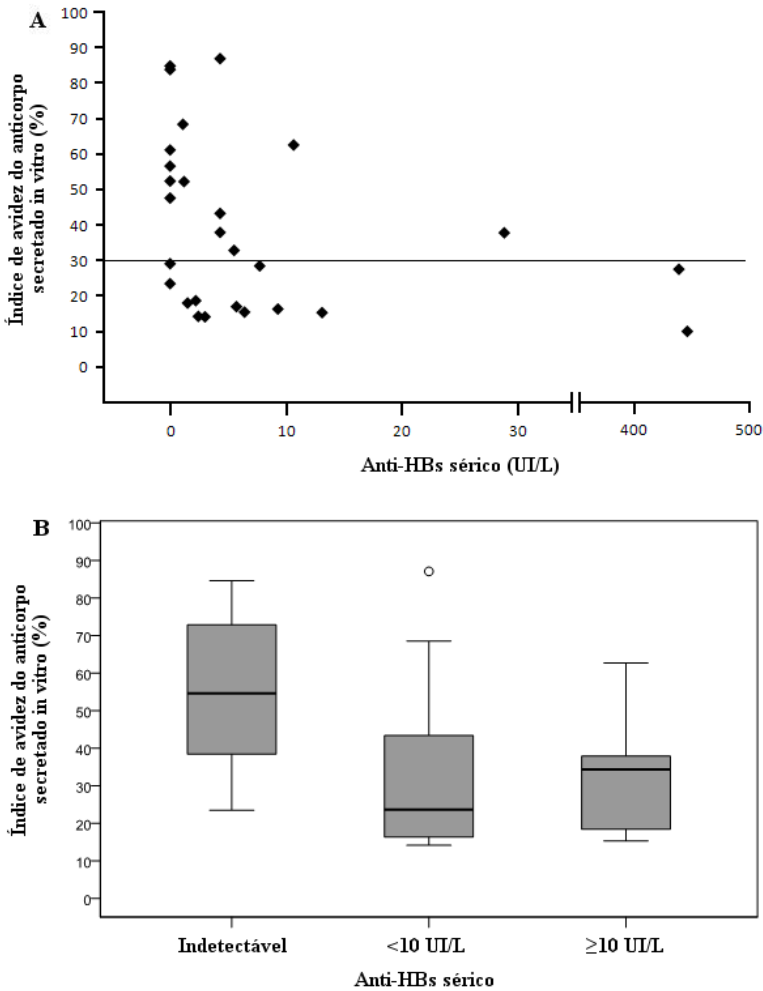 A
Índice de avidez do anticorpo
secretado in vitro (%)
100
90
80
70
60
50
40
30
20
10
0
0 10 20 30 400 500
Anti-HBs sérico (UI/L)
B
Índice de avidez do anticorpo
secretado in vitro (%)
100
90
80
70
60
50
40
30
20
10
0
Indetectável <10 UI/L ≥10 UI/L
Anti-HBs sérico